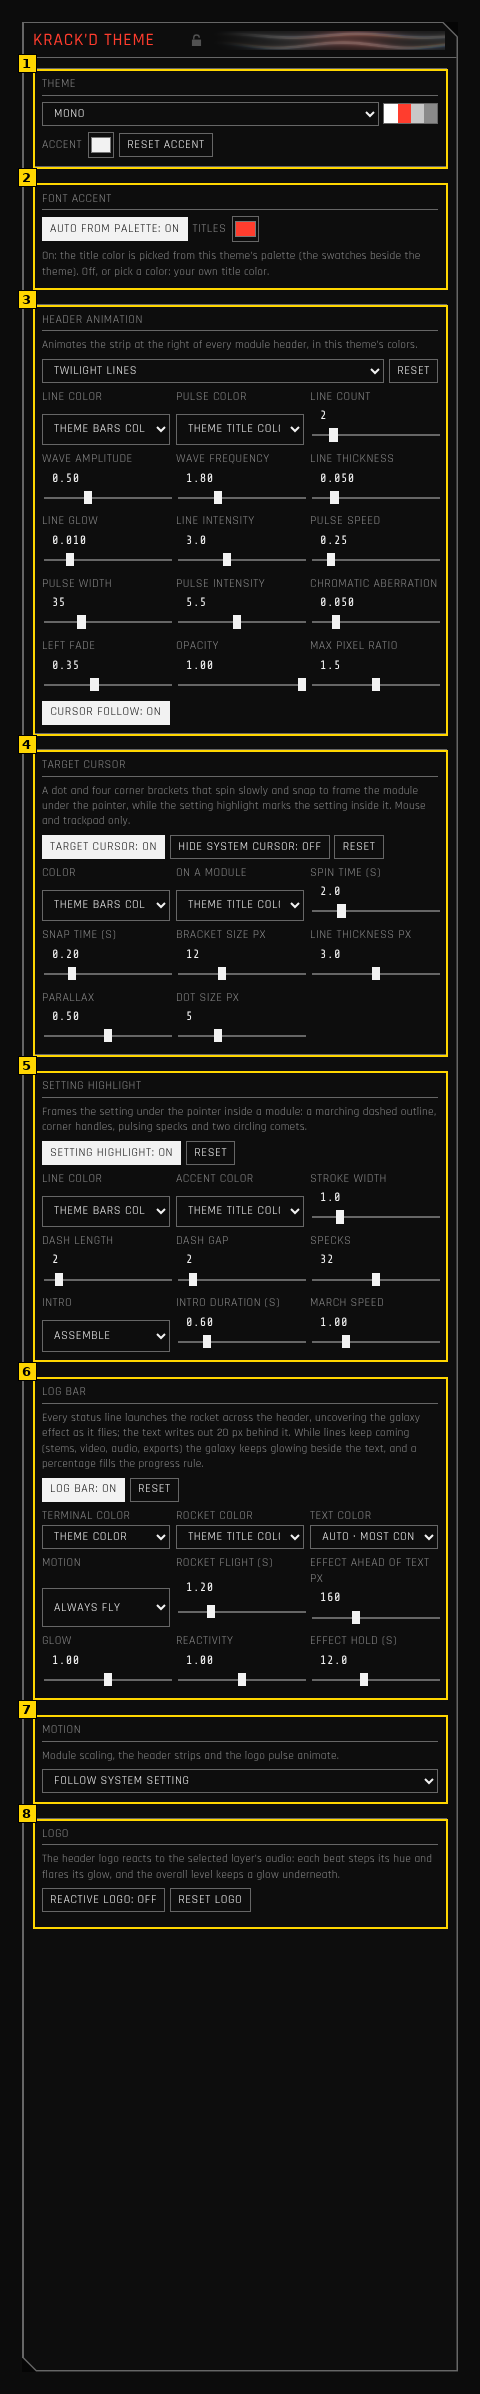 KRACK'D THEME
1
THEME
MONO
ACCENT RESET ACCENT
2
FONT ACCENT
AUTO FROM PALETTE: ON TITLES
On: the title color is picked from this theme's palette (the swatches beside the
theme). Off, or pick a color: your own title color.
3
HEADER ANIMATION
Animates the strip at the right of every module header, in this theme's colors.
TWILIGHT LINES RESET
LINE COLOR PULSE COLOR LINE COUNT
THEME BARS COL THEME TITLE COLI 2
WAVE AMPLITUDE WAVE FREQUENCY LINE THICKNESS
0.50 1.80 0.050
LINE GLOW LINE INTENSITY PULSE SPEED
0.010 3.0 0.25
PULSE WIDTH PULSE INTENSITY CHROMATIC ABERRATION
35 5.5 0.050
LEFT FADE OPACITY MAX PIXEL RATIO
0.35 1.00 1.5
CURSOR FOLLOW: ON
4
TARGET CURSOR
A dot and four corner brackets that spin slowly and snap to frame the module
under the pointer, while the setting highlight marks the setting inside it. Mouse
and trackpad only.
TARGET CURSOR: ON HIDE SYSTEM CURSOR: OFF RESET
COLOR ON A MODULE SPIN TIME (S)
THEME BARS COL THEME TITLE COLI 2.0
SNAP TIME (S) BRACKET SIZE PX LINE THICKNESS PX
0.20 12 3.0
PARALLAX DOT SIZE PX
0.50 5
5
SETTING HIGHLIGHT
Frames the setting under the pointer inside a module: a marching dashed outline,
corner handles, pulsing specks and two circling comets.
SETTING HIGHLIGHT: ON RESET
LINE COLOR ACCENT COLOR STROKE WIDTH
THEME BARS COL THEME TITLE COLI 1.0
DASH LENGTH DASH GAP SPECKS
2 2 32
INTRO INTRO DURATION (S) MARCH SPEED
ASSEMBLE 0.60 1.00
6
LOG BAR
Every status line launches the rocket across the header, uncovering the galaxy
effect as it flies; the text writes out 20 px behind it. While lines keep coming
(stems, video, audio, exports) the galaxy keeps glowing beside the text, and a
percentage fills the progress rule.
LOG BAR: ON RESET
TERMINAL COLOR ROCKET COLOR TEXT COLOR
THEME COLOR THEME TITLE COLI AUTO · MOST CON
MOTION ROCKET FLIGHT (S) EFFECT AHEAD OF TEXT
PX
ALWAYS FLY 1.20 160
GLOW REACTIVITY EFFECT HOLD (S)
1.00 1.00 12.0
7
MOTION
Module scaling, the header strips and the logo pulse animate.
FOLLOW SYSTEM SETTING
8
LOGO
The header logo reacts to the selected layer's audio: each beat steps its hue and
flares its glow, and the overall level keeps a glow underneath.
REACTIVE LOGO: OFF RESET LOGO